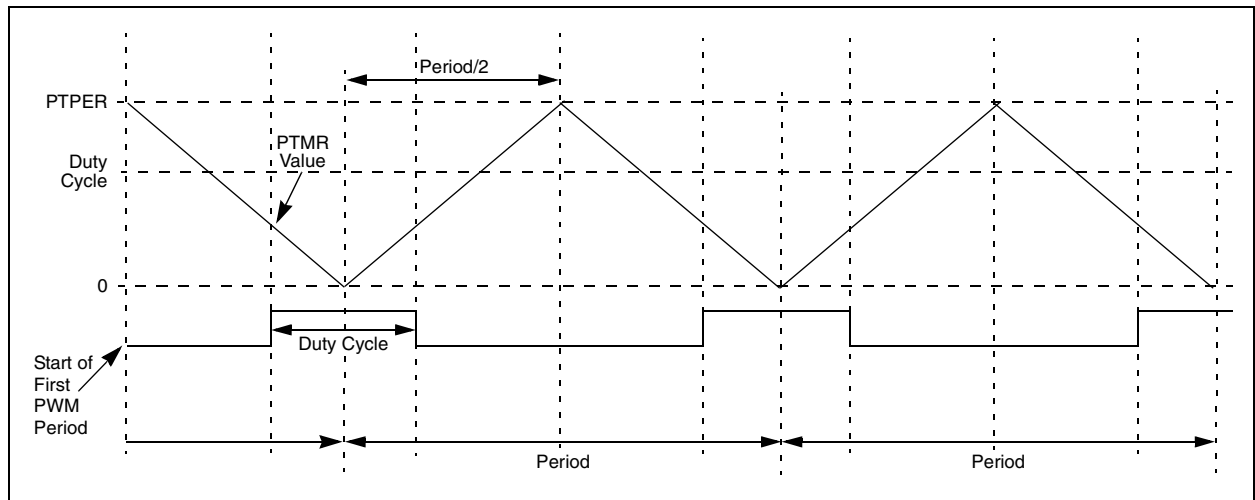 Period/2
PTPER
PTMR
Value
Duty
Cycle
0
Duty Cycle
Start of
First
PWM
Period
Period
Period